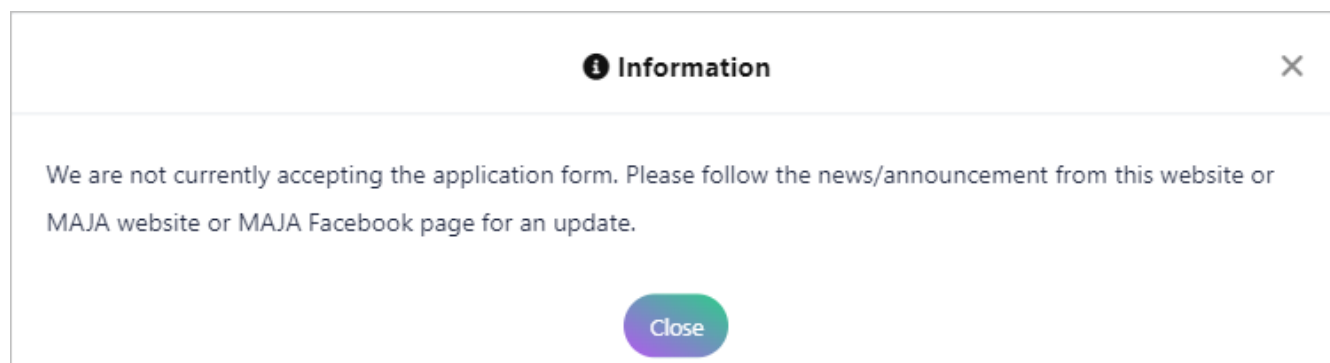 Information
We are not currently accepting the application form. Please follow the news/announcement from this website or
MAJA website or MAJA Facebook page for an update.
Close